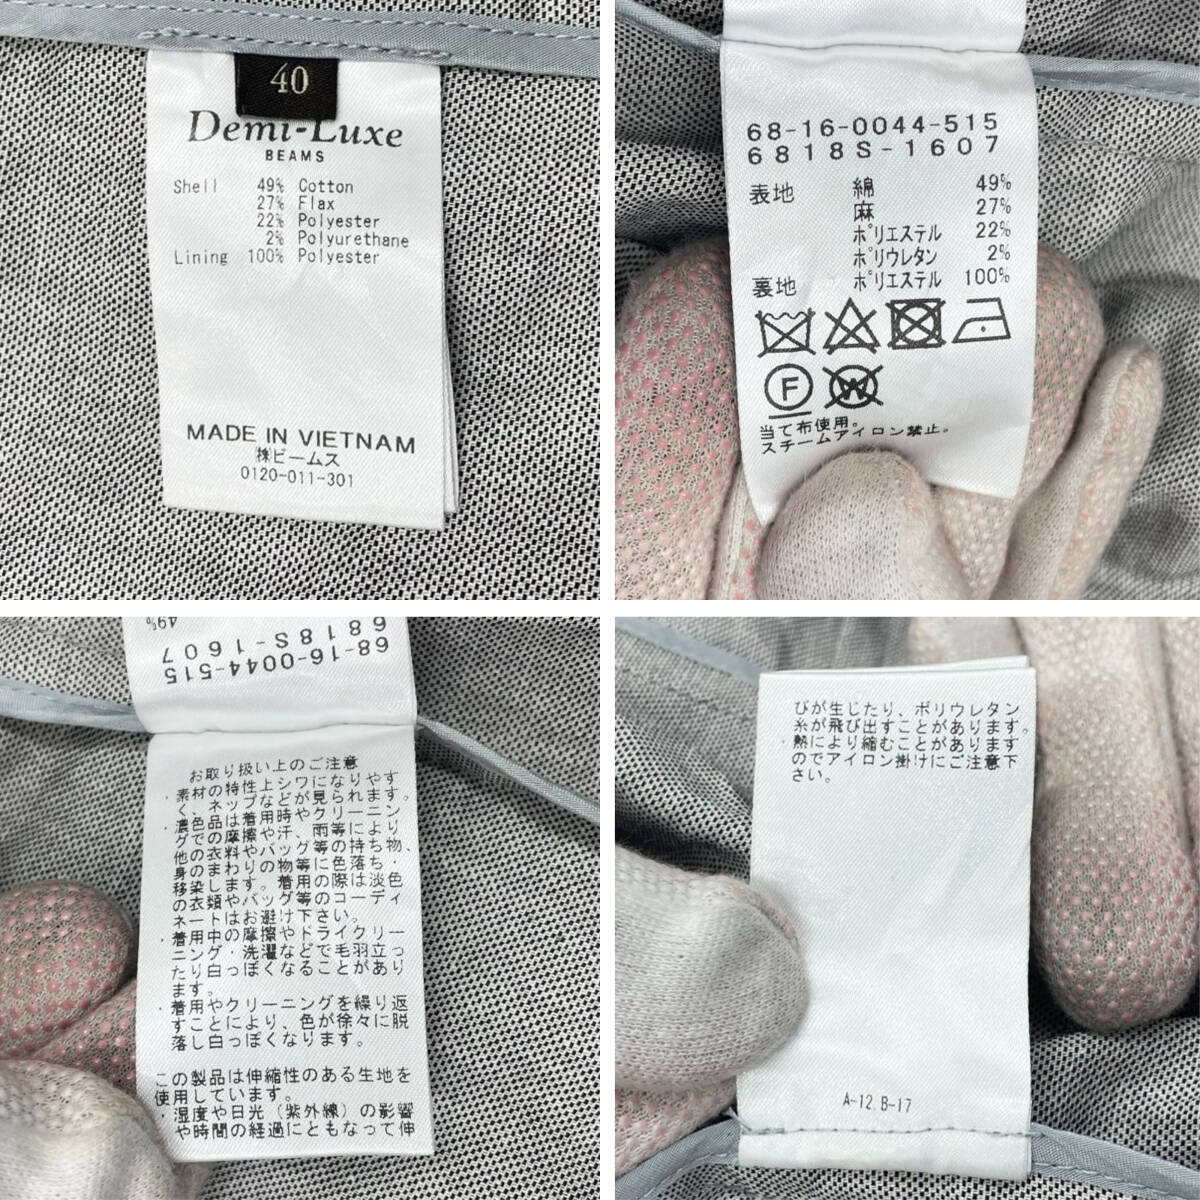 40
Demi-Luxe
BEAMS
Shell 49% Cotton
27% Flax
22% Polyester
2% Polyurethane
Lining 100% Polyester
MADE IN VIETNAM
㈱ビームス
0120-011-301
68-16-0044-515
6818S-1607
表地 綿 49%
麻 27%
ポリエステル 22%
ポリウレタン 2%
裏地 ポリエステル 100%
F
W
当て布使用。
スチームアイロン禁止。
49%
6818S-1607
68-16-0044-515
お取り扱い上のご注意
・素材の特性上シワになりやす
く、ネップなどが見られます。
・濃色品は着用時やクリーニン
グでの摩擦や汗、雨等により
他の衣料やバッグ等の持ち物、
身のまわりの物等に色落ち・
移染します。着用の際は淡色
の衣類やバッグ等のコーディ
ネートはお避け下さい。
・着用中の摩擦やドライクリー
ニング・洗濯などで毛羽立っ
たり白っぽくなることがあり
ます。
・着用やクリーニングを繰り返
すことにより、色が徐々に脱
落し白っぽくなります。
この製品は伸縮性のある生地を
使用しています。
・湿度や日光（紫外線）の影響
や時間の経過にともなって伸
びが生じたり、ポリウレタン
糸が飛び出すことがあります。
・熱により縮むことがあります
のでアイロン掛けにご注意下
さい。
A-12 B-17